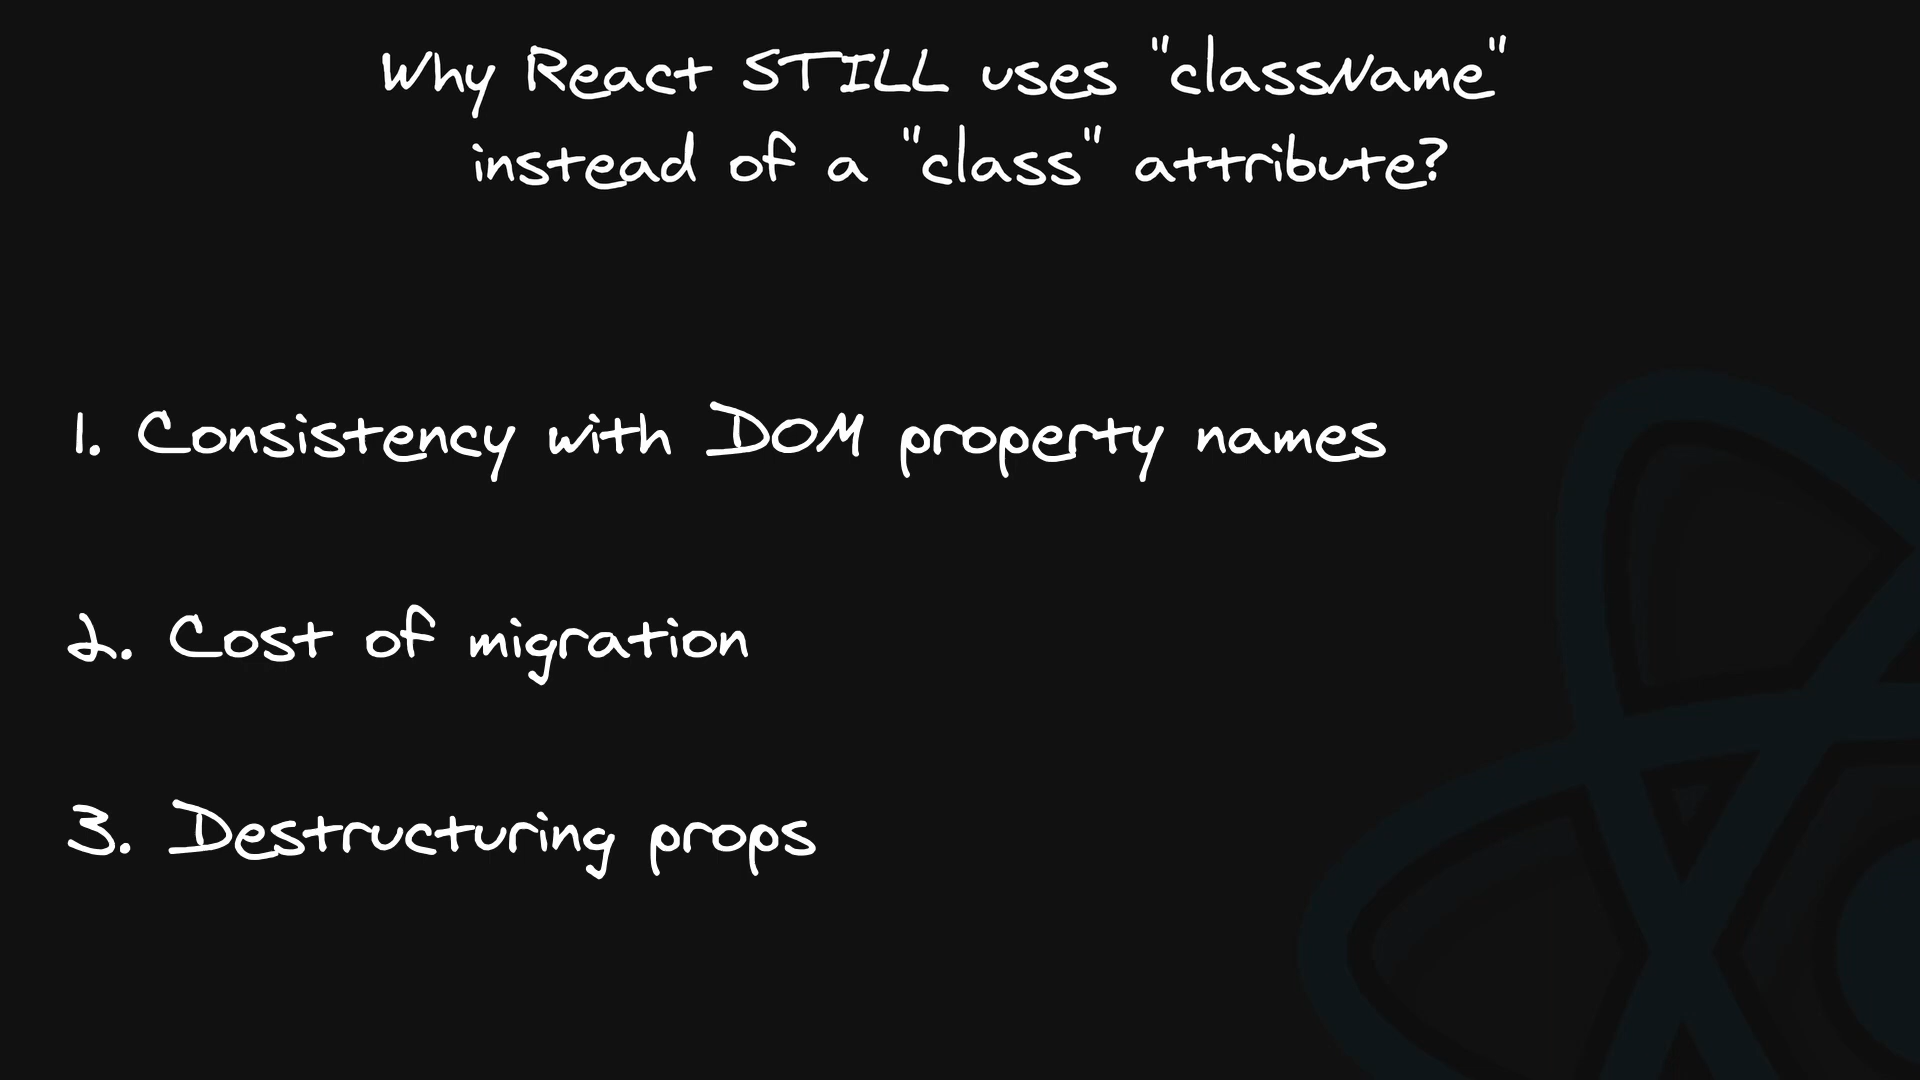 Why React STILL uses "className"
instead of a "class" attribute?
1. Consistency with DOM property names
2. Cost of migration
3. Destructuring props